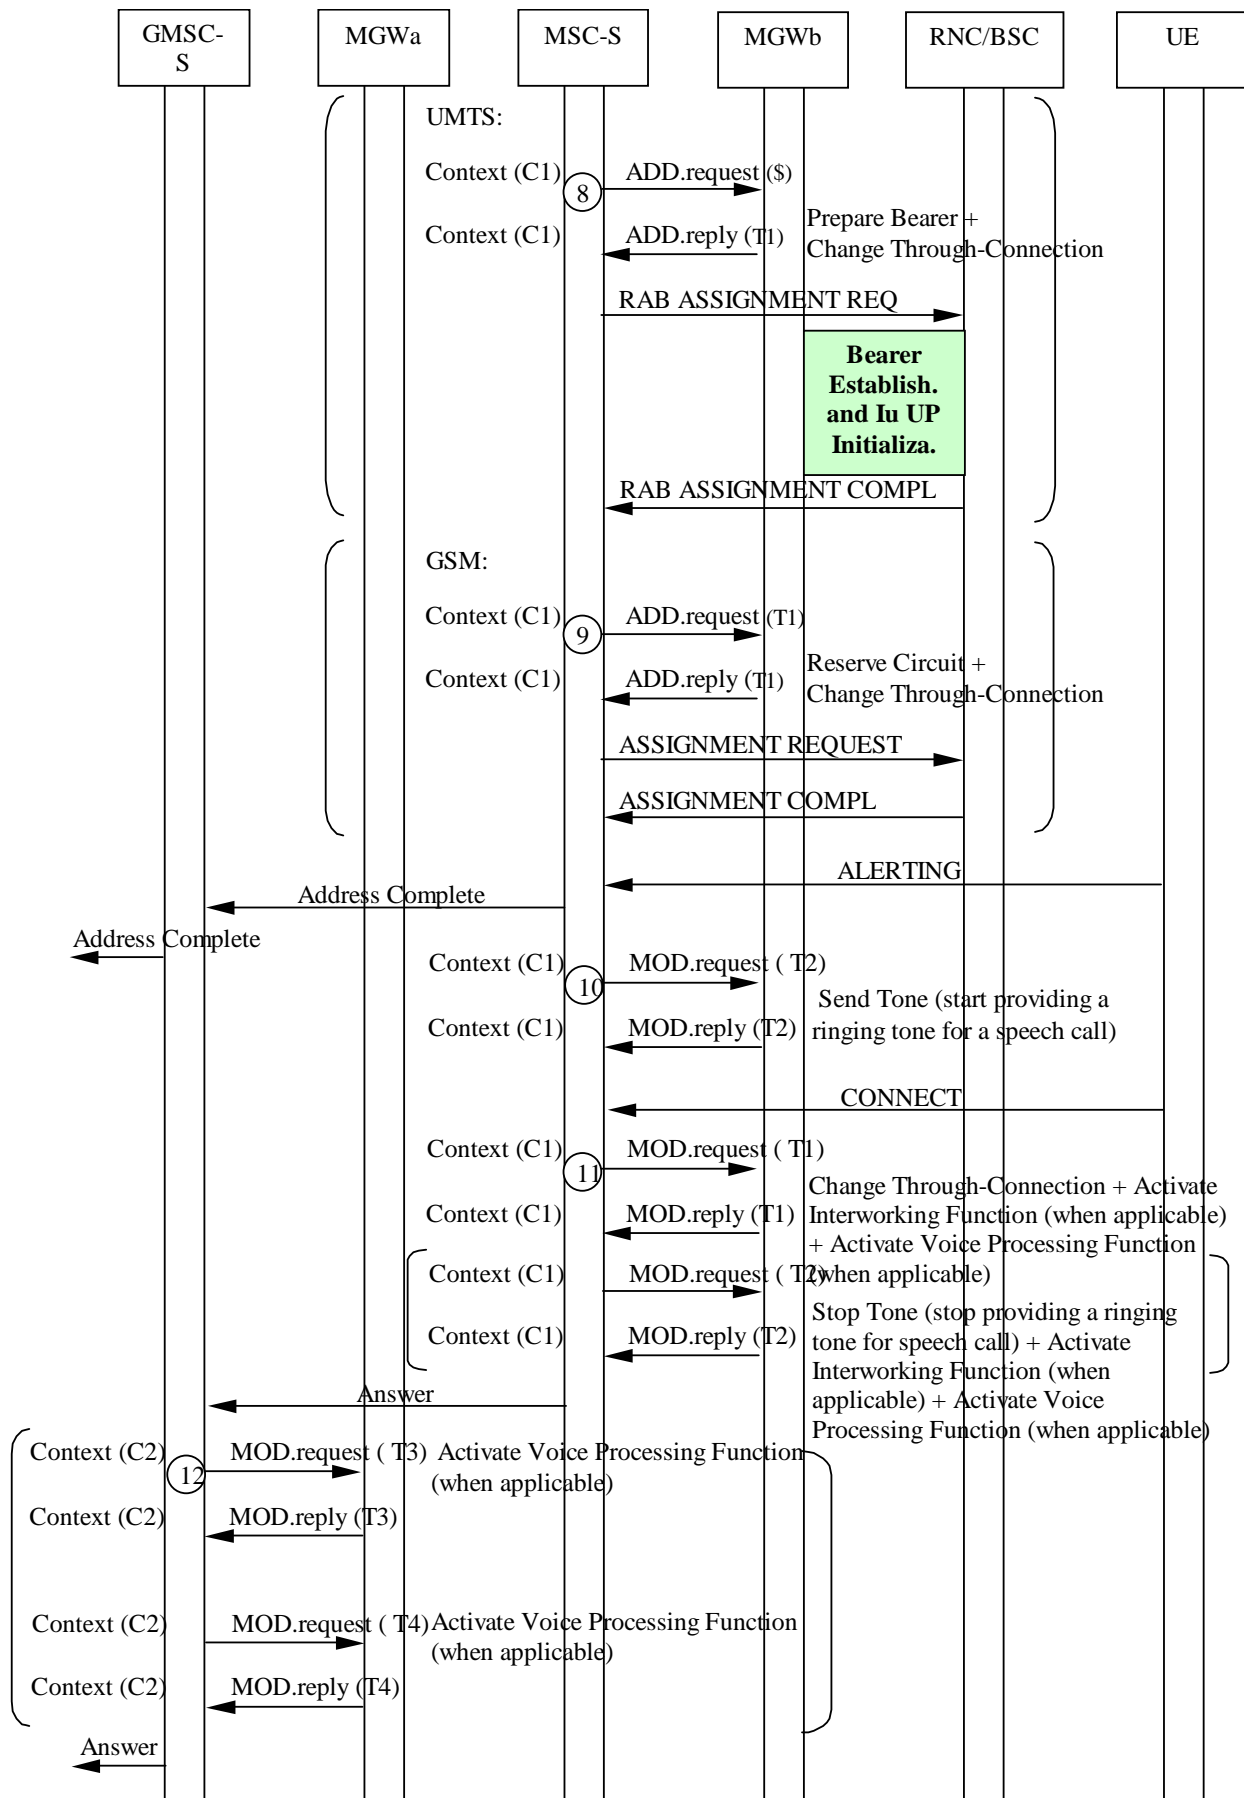 GMSC-
S
MGWa
MSC-S
MGWb
RNC/BSC
UE
UMTS:
Context (C1)
8
ADD.request ($)
Context (C1)
ADD.reply (T1)
Prepare Bearer +
Change Through-Connection
RAB ASSIGNMENT REQ
Bearer
Establish.
and Iu UP
Initializa.
RAB ASSIGNMENT COMPL
GSM:
Context (C1)
9
ADD.request (T1)
Context (C1)
ADD.reply (T1)
Reserve Circuit +
Change Through-Connection
ASSIGNMENT REQUEST
ASSIGNMENT COMPL
ALERTING
Address Complete
Address Complete
Context (C1)
10
MOD.request ( T2)
Context (C1)
MOD.reply (T2)
Send Tone (start providing a
ringing tone for a speech call)
CONNECT
Context (C1)
11
MOD.request ( T1)
Context (C1)
MOD.reply (T1)
Change Through-Connection + Activate
Interworking Function (when applicable)
+ Activate Voice Processing Function
(when applicable)
Context (C1)
MOD.request ( T2)
Context (C1)
MOD.reply (T2)
Stop Tone (stop providing a ringing
tone for speech call) + Activate
Interworking Function (when
applicable) + Activate Voice
Processing Function (when applicable)
Answer
Context (C2)
12
MOD.request ( T3)
Activate Voice Processing Function
(when applicable)
Context (C2)
MOD.reply (T3)
Context (C2)
MOD.request ( T4)
Activate Voice Processing Function
(when applicable)
Context (C2)
MOD.reply (T4)
Answer